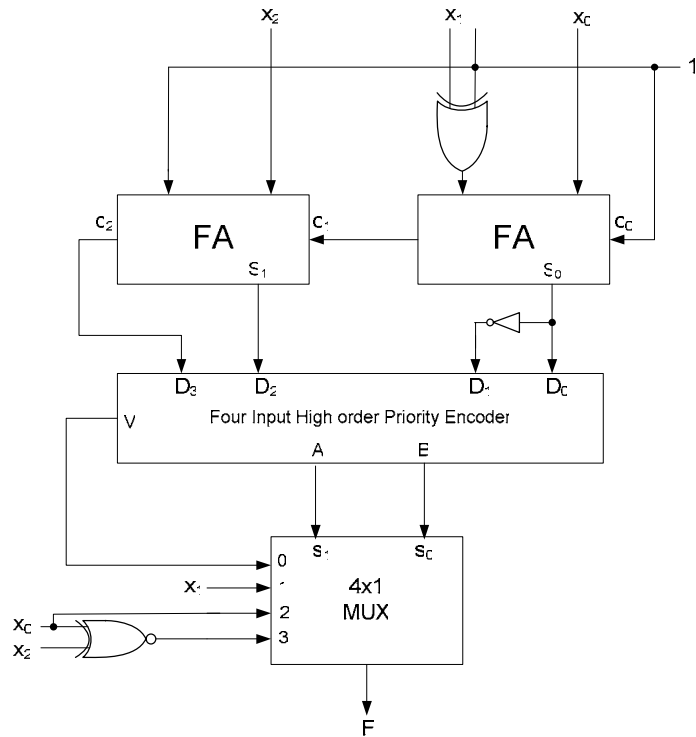 x₂ x₁ x₀
1
c₂ FA c₁ FA c₀
S₁ S₀
D₃ D₂ D₁ D₀
V Four Input High order Priority Encoder
A B
s₁ s₀
0
x₁ 1 4x1
x₀ 2 MUX
3
x₂
F